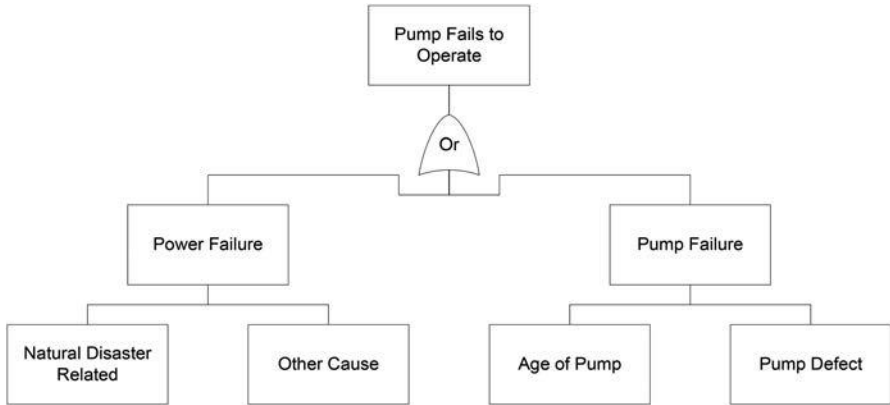 Pump Fails to
Operate
Or
Power Failure
Pump Failure
Natural Disaster
Related
Other Cause
Age of Pump
Pump Defect